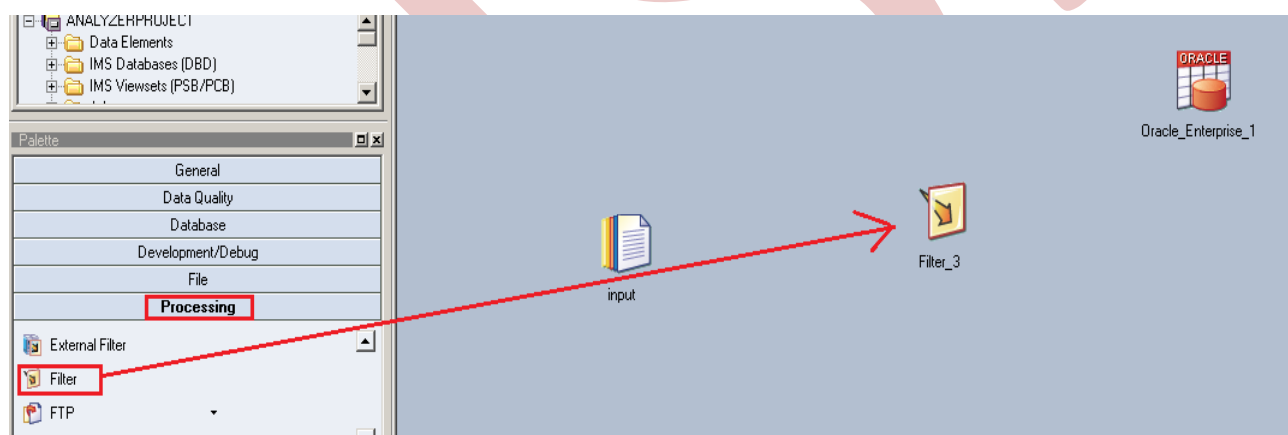 ANALYZERPROJECT
Data Elements
IMS Databases (DBD)
IMS Viewsets (PSB/PCB)
Palette
General
Data Quality
Database
Development/Debug
File
Processing
External Filter
Filter
FTP
input
Filter_3
ORACLE
Oracle_Enterprise_1